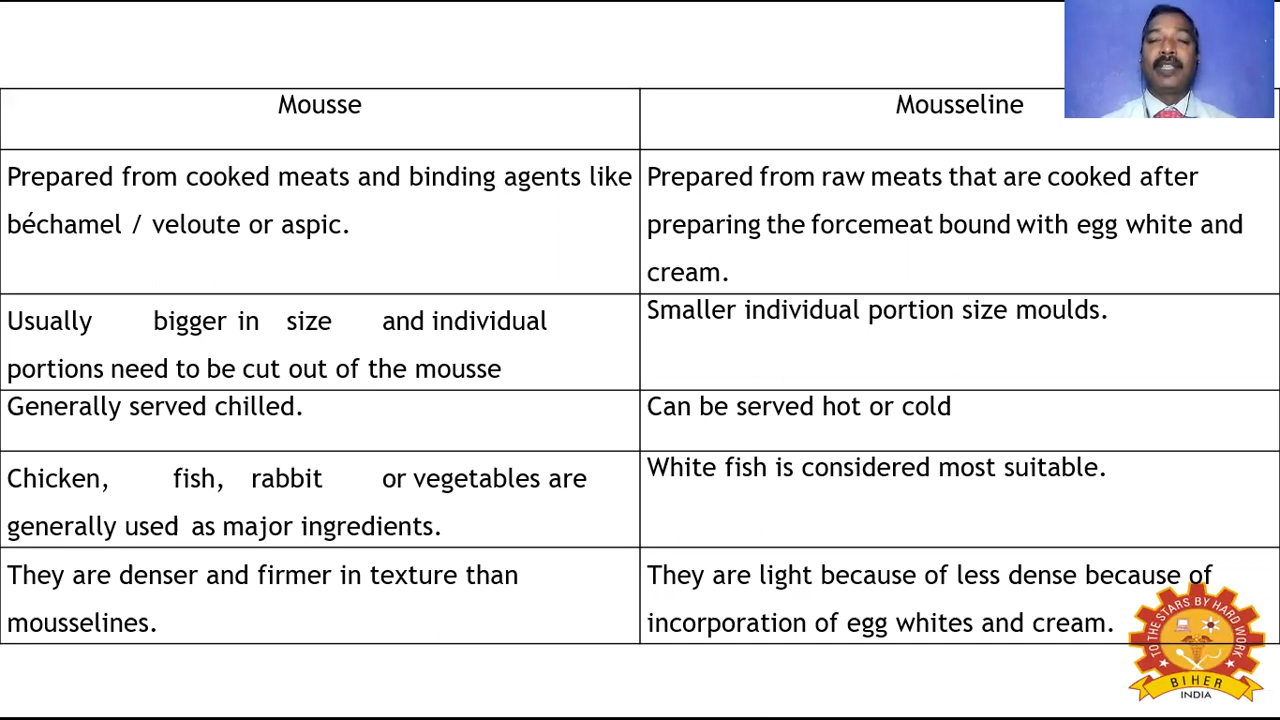 Mousse
Mousseline
Prepared from cooked meats and binding agents like
béchamel / veloute or aspic.
Prepared from raw meats that are cooked after
preparing the forcemeat bound with egg white and
cream.
Usually bigger in size and individual
portions need to be cut out of the mousse
Smaller individual portion size moulds.
Generally served chilled.
Can be served hot or cold
Chicken, fish, rabbit or vegetables are
generally used as major ingredients.
White fish is considered most suitable.
They are denser and firmer in texture than
mousselines.
They are light because of less dense because of
incorporation of egg whites and cream.
TO THE STARS BY HARD WORK
BIHER
INDIA